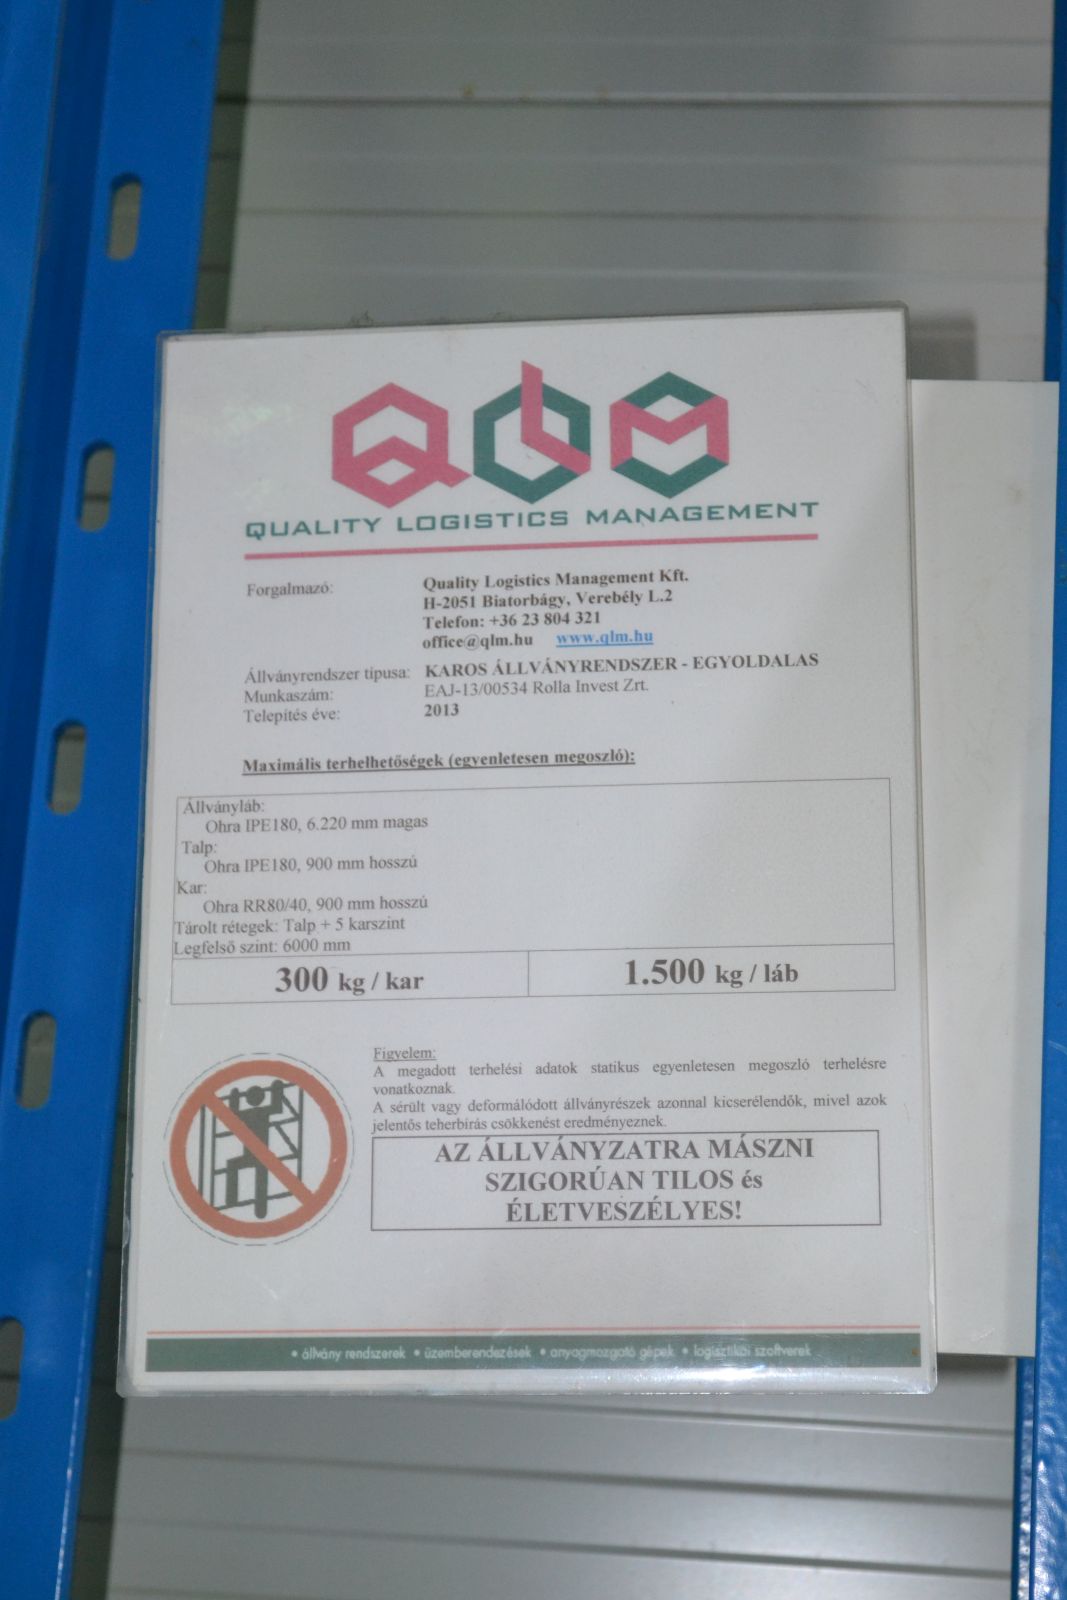 QLM
QUALITY LOGISTICS MANAGEMENT
Forgalmazó: Quality Logistics Management Kft.
H-2051 Biatorbágy, Verebély L.2
Telefon: +36 23 804 321
office@qlm.hu www.qlm.hu
Állványrendszer típusa: KAROS ÁLLVÁNYRENDSZER - EGYOLDALAS
Munkaszám: EAJ-13/00534 Rolla Invest Zrt.
Telepítés éve: 2013
Maximális terhelhetőségek (egyenletesen megoszló):
Állványláb:
Ohra IPE180, 6.220 mm magas
Talp:
Ohra IPE180, 900 mm hosszú
Kar:
Ohra RR80/40, 900 mm hosszú
Tárolt rétegek: Talp + 5 karszint
Legfelső szint: 6000 mm
300 kg / kar 1.500 kg / láb
Figyelem:
A megadott terhelési adatok statikus egyenletesen megoszló terhelésre
vonatkoznak.
A sérült vagy deformálódott állványrészek azonnal kicserélendők, mivel azok
jelentős teherbírás csökkenést eredményeznek.
AZ ÁLLVÁNYZATRA MÁSZNI
SZIGORÚAN TILOS és
ÉLETVESZÉLYES!
• állvány rendszerek • üzemberendezések • anyagmozgató gépek • logisztikai szoftverek